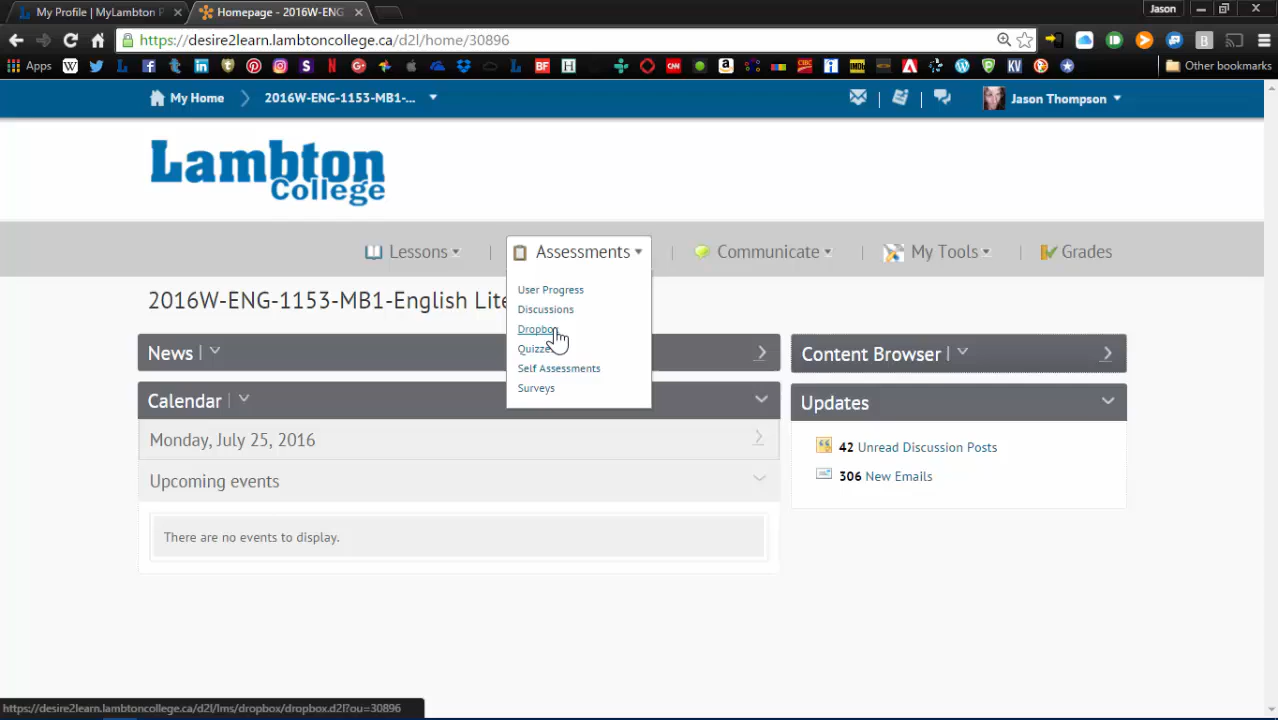 My Profile | MyLambton P
Homepage - 2016W-ENG
Jason
https://desire2learn.lambtoncollege.ca/d2l/home/30896
Apps
Other bookmarks
My Home
2016W-ENG-1153-MB1-...
Jason Thompson
Lambton
College
Lessons
Assessments
Communicate
My Tools
Grades
User Progress
Discussions
Dropbo
Quizze
Self Assessments
Surveys
2016W-ENG-1153-MB1-English Lite
News
Content Browser
Calendar
Updates
Monday, July 25, 2016
42 Unread Discussion Posts
Upcoming events
306 New Emails
There are no events to display.
https://desire2learn.lambtoncollege.ca/d2l/lms/dropbox/dropbox.d2l?ou=30896